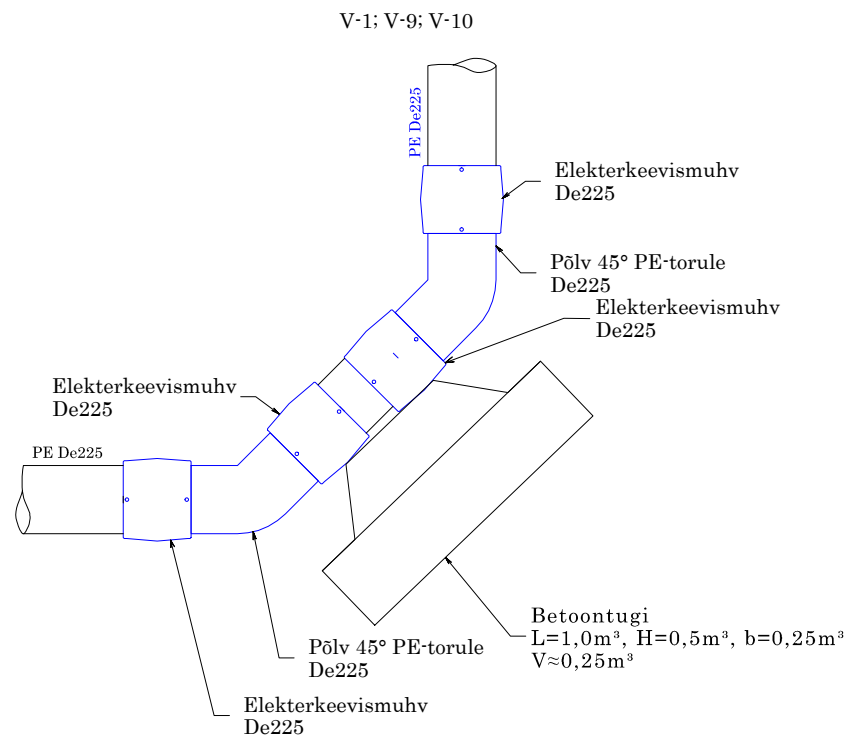 V-1; V-9; V-10
PE De225
Elekterkeevismuhv
De225
Põlv 45° PE-torule
De225
Elekterkeevismuhv
De225
Elekterkeevismuhv
De225
PE De225
Betoontugi
L=1,0m³, H=0,5m³, b=0,25m³
V≈0,25m³
Põlv 45° PE-torule
De225
Elekterkeevismuhv
De225